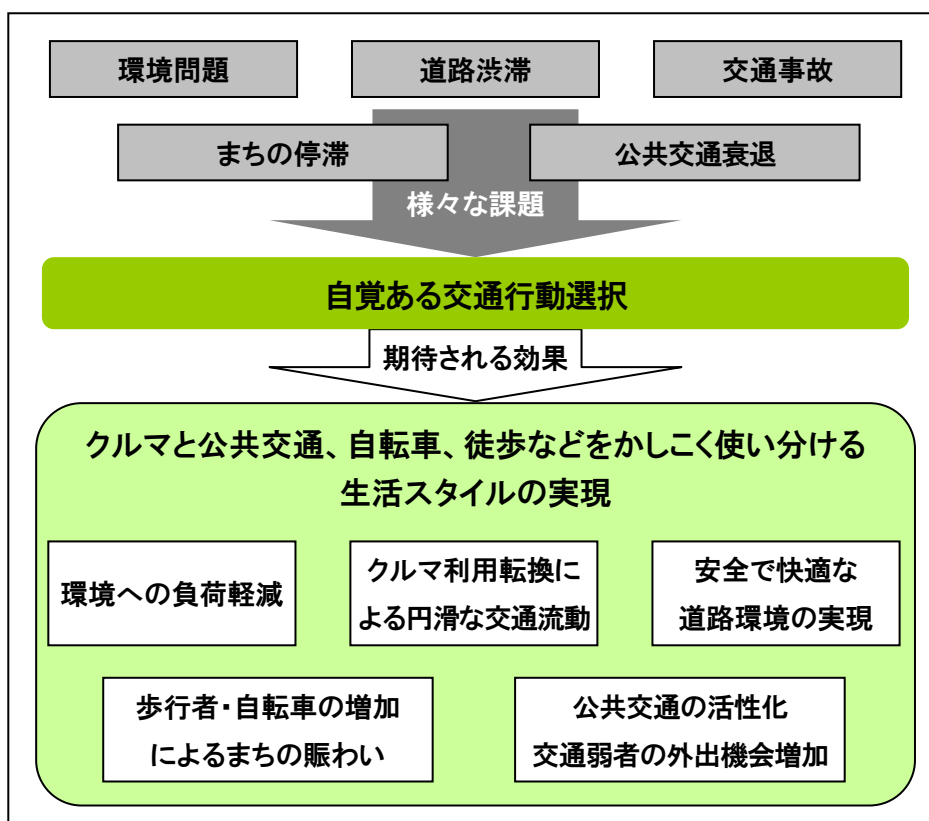 環境問題
道路渋滞
交通事故
まちの停滞
公共交通衰退
様々な課題
自覚ある交通行動選択
期待される効果
クルマと公共交通、自転車、徒歩などをかしこく使い分ける
生活スタイルの実現
環境への負荷軽減
クルマ利用転換に
よる円滑な交通流動
安全で快適な
道路環境の実現
歩行者・自転車の増加
によるまちの賑わい
公共交通の活性化
交通弱者の外出機会増加